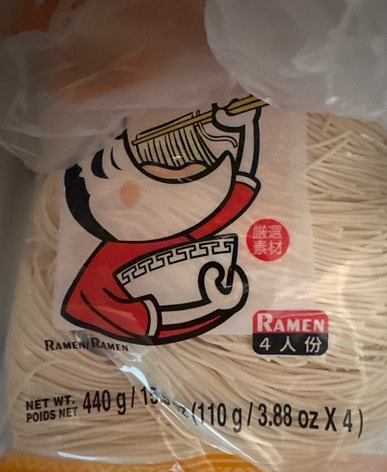 厳選
素材
RAMEN
4人份
RAMEN/RAMEN
NET WT.
POIDS NET
440 g / (110 g / 3.88 oz X 4)